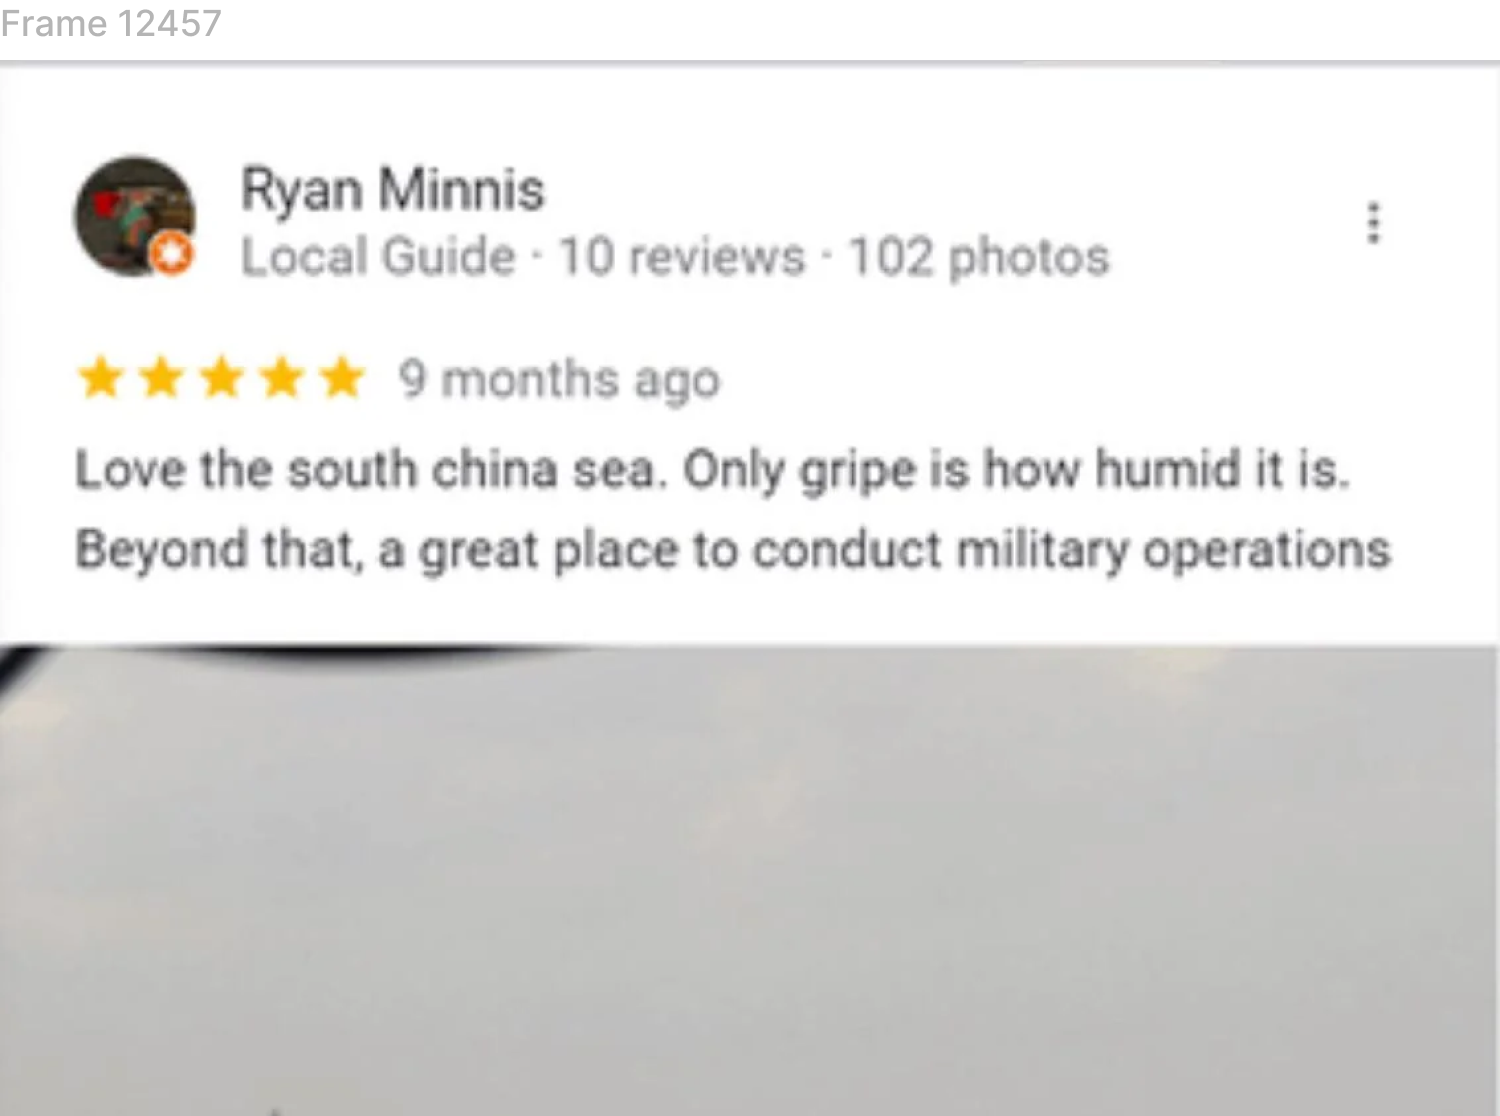 Frame 12457
Ryan Minnis
Local Guide · 10 reviews · 102 photos
9 months ago
Love the south china sea. Only gripe is how humid it is.
Beyond that, a great place to conduct military operations